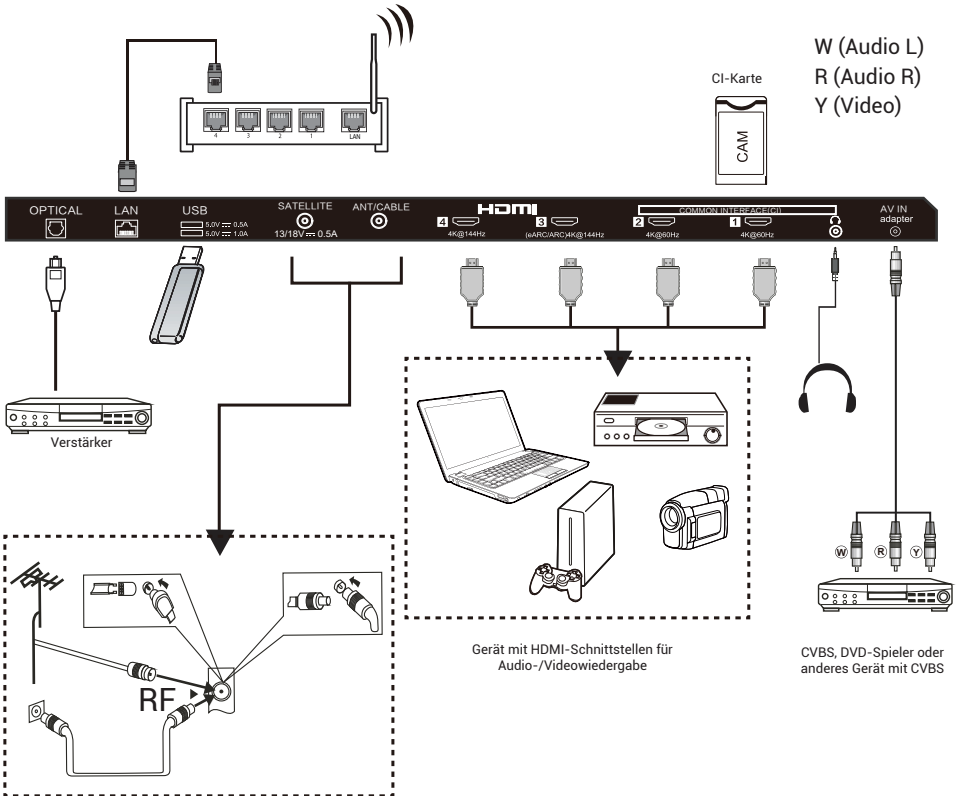 W (Audio L)
R (Audio R)
Y (Video)
CI-Karte
CAM
4
3
2
1
LAN
OPTICAL
LAN
USB
5.0V⎓0.5A
5.0V⎓1.0A
SATELLITE
13/18V⎓0.5A
ANT/CABLE
HDMI
4
4K@144Hz
3
(eARC/ARC)4K@144Hz
COMMON INTERFACE(CI)
2
4K@60Hz
1
4K@60Hz
AV IN
adapter
Verstärker
W
R
Y
RF
Gerät mit HDMI-Schnittstellen für
Audio-/Videowiedergabe
CVBS, DVD-Spieler oder
anderes Gerät mit CVBS